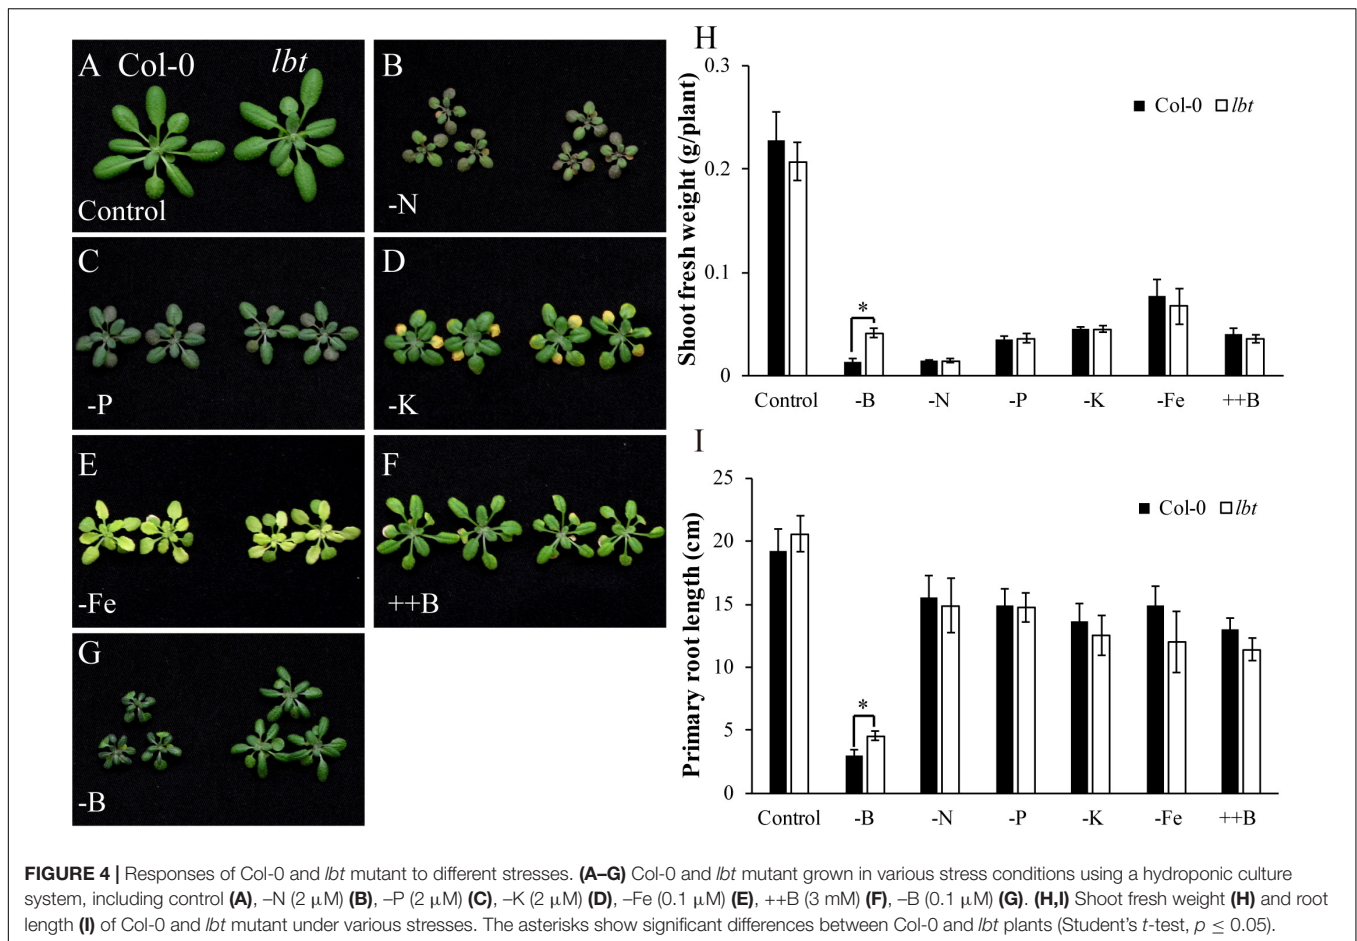 A Col-0 lbt
Control
B
-N
C
-P
D
-K
E
-Fe
F
++B
G
-B
H
Shoot fresh weight (g/plant)
0.3
0.2
0.1
0
Col-0 lbt
*
Control -B -N -P -K -Fe ++B
I
Primary root length (cm)
25
20
15
10
5
0
Col-0 lbt
*
Control -B -N -P -K -Fe ++B
FIGURE 4 | Responses of Col-0 and lbt mutant to different stresses. (A–G) Col-0 and lbt mutant grown in various stress conditions using a hydroponic culture
system, including control (A), –N (2 μM) (B), –P (2 μM) (C), –K (2 μM) (D), –Fe (0.1 μM) (E), ++B (3 mM) (F), –B (0.1 μM) (G). (H,I) Shoot fresh weight (H) and root
length (I) of Col-0 and lbt mutant under various stresses. The asterisks show significant differences between Col-0 and lbt plants (Student's t-test, p ≤ 0.05).